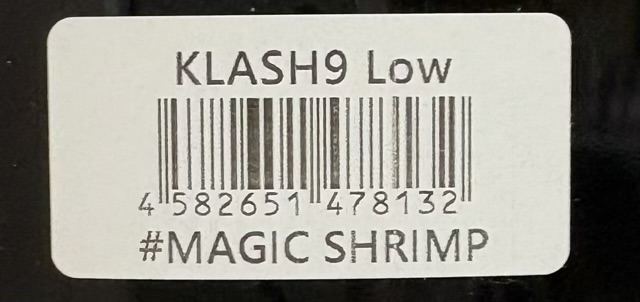 KLASH9 Low
4 582651 478132
#MAGIC SHRIMP